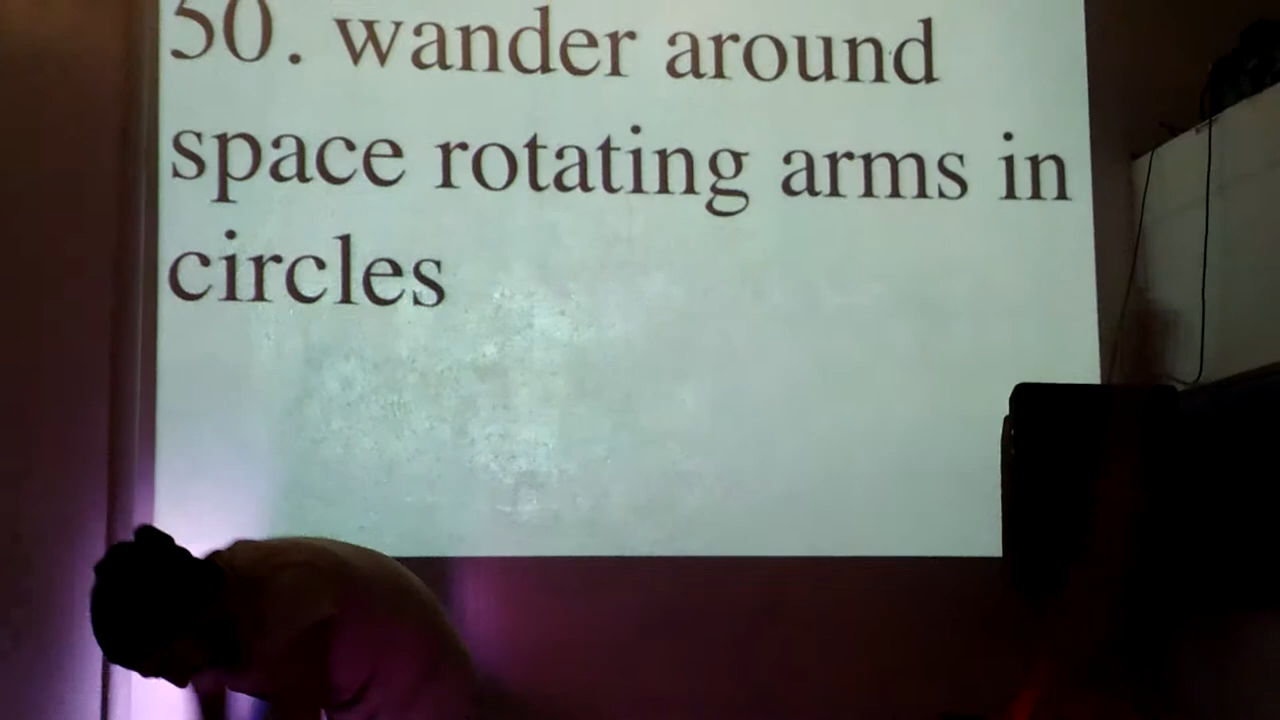 50. wander around
space rotating arms in
circles